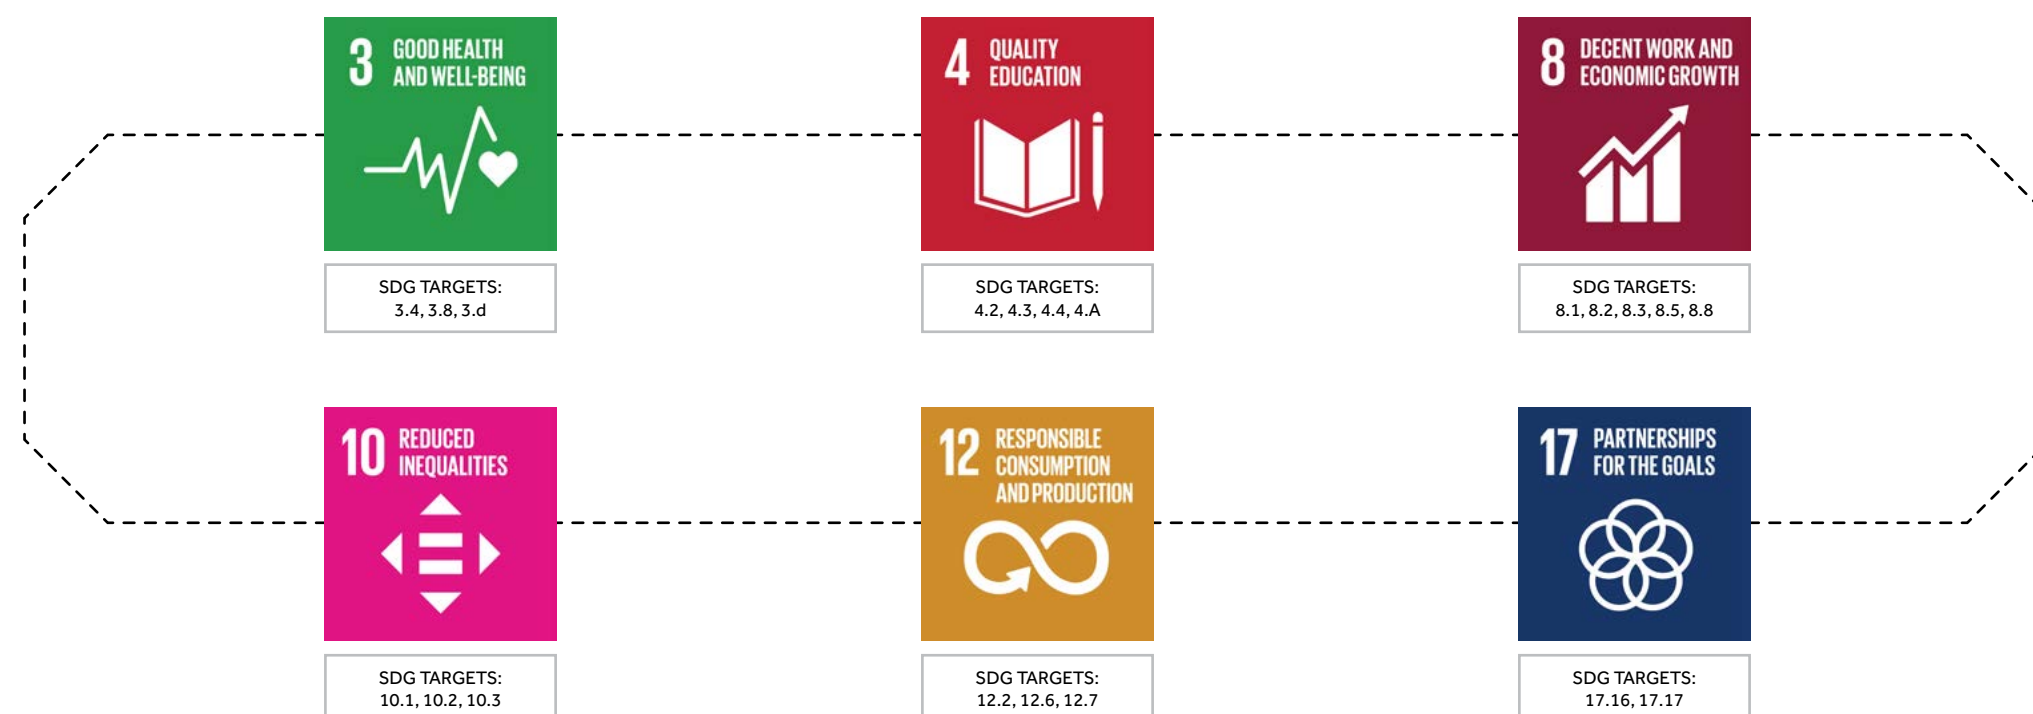 3 GOOD HEALTH
AND WELL-BEING
SDG TARGETS:
3.4, 3.8, 3.d
4 QUALITY
EDUCATION
SDG TARGETS:
4.2, 4.3, 4.4, 4.A
8 DECENT WORK AND
ECONOMIC GROWTH
SDG TARGETS:
8.1, 8.2, 8.3, 8.5, 8.8
10 REDUCED
INEQUALITIES
SDG TARGETS:
10.1, 10.2, 10.3
12 RESPONSIBLE
CONSUMPTION
AND PRODUCTION
SDG TARGETS:
12.2, 12.6, 12.7
17 PARTNERSHIPS
FOR THE GOALS
SDG TARGETS:
17.16, 17.17